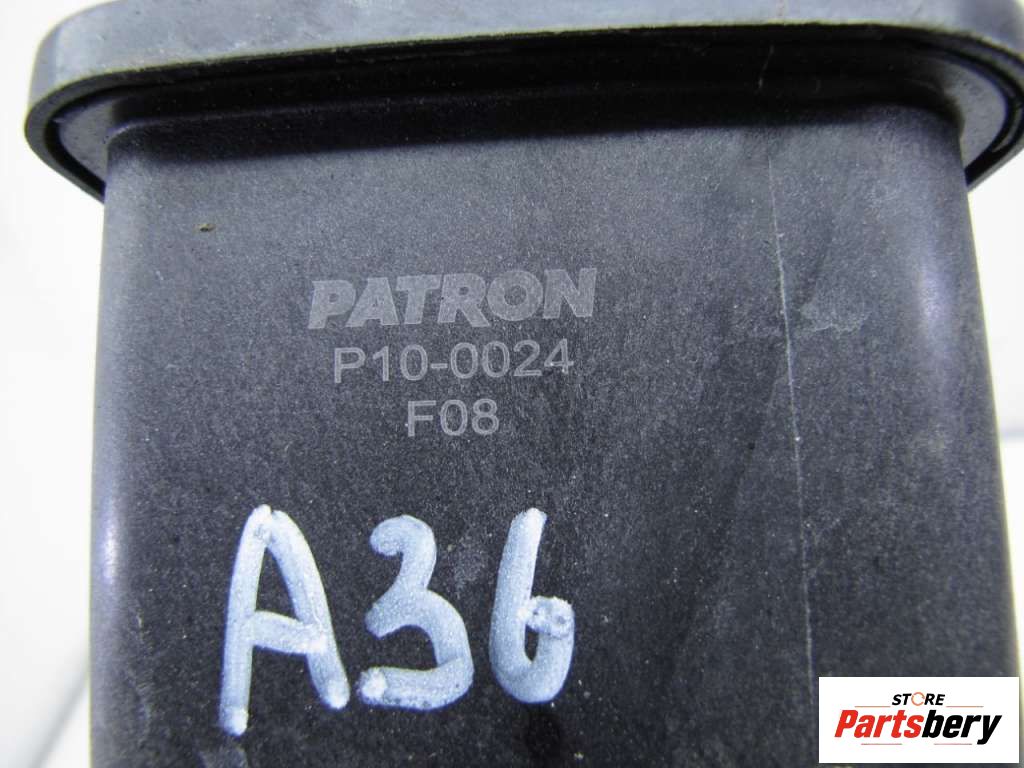 PATRON
P10-0024
F08
A36
STORE
Partsbery